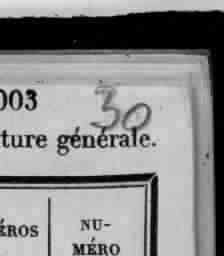 003 30
ture générale.
ÉROS NU-
MÉRO